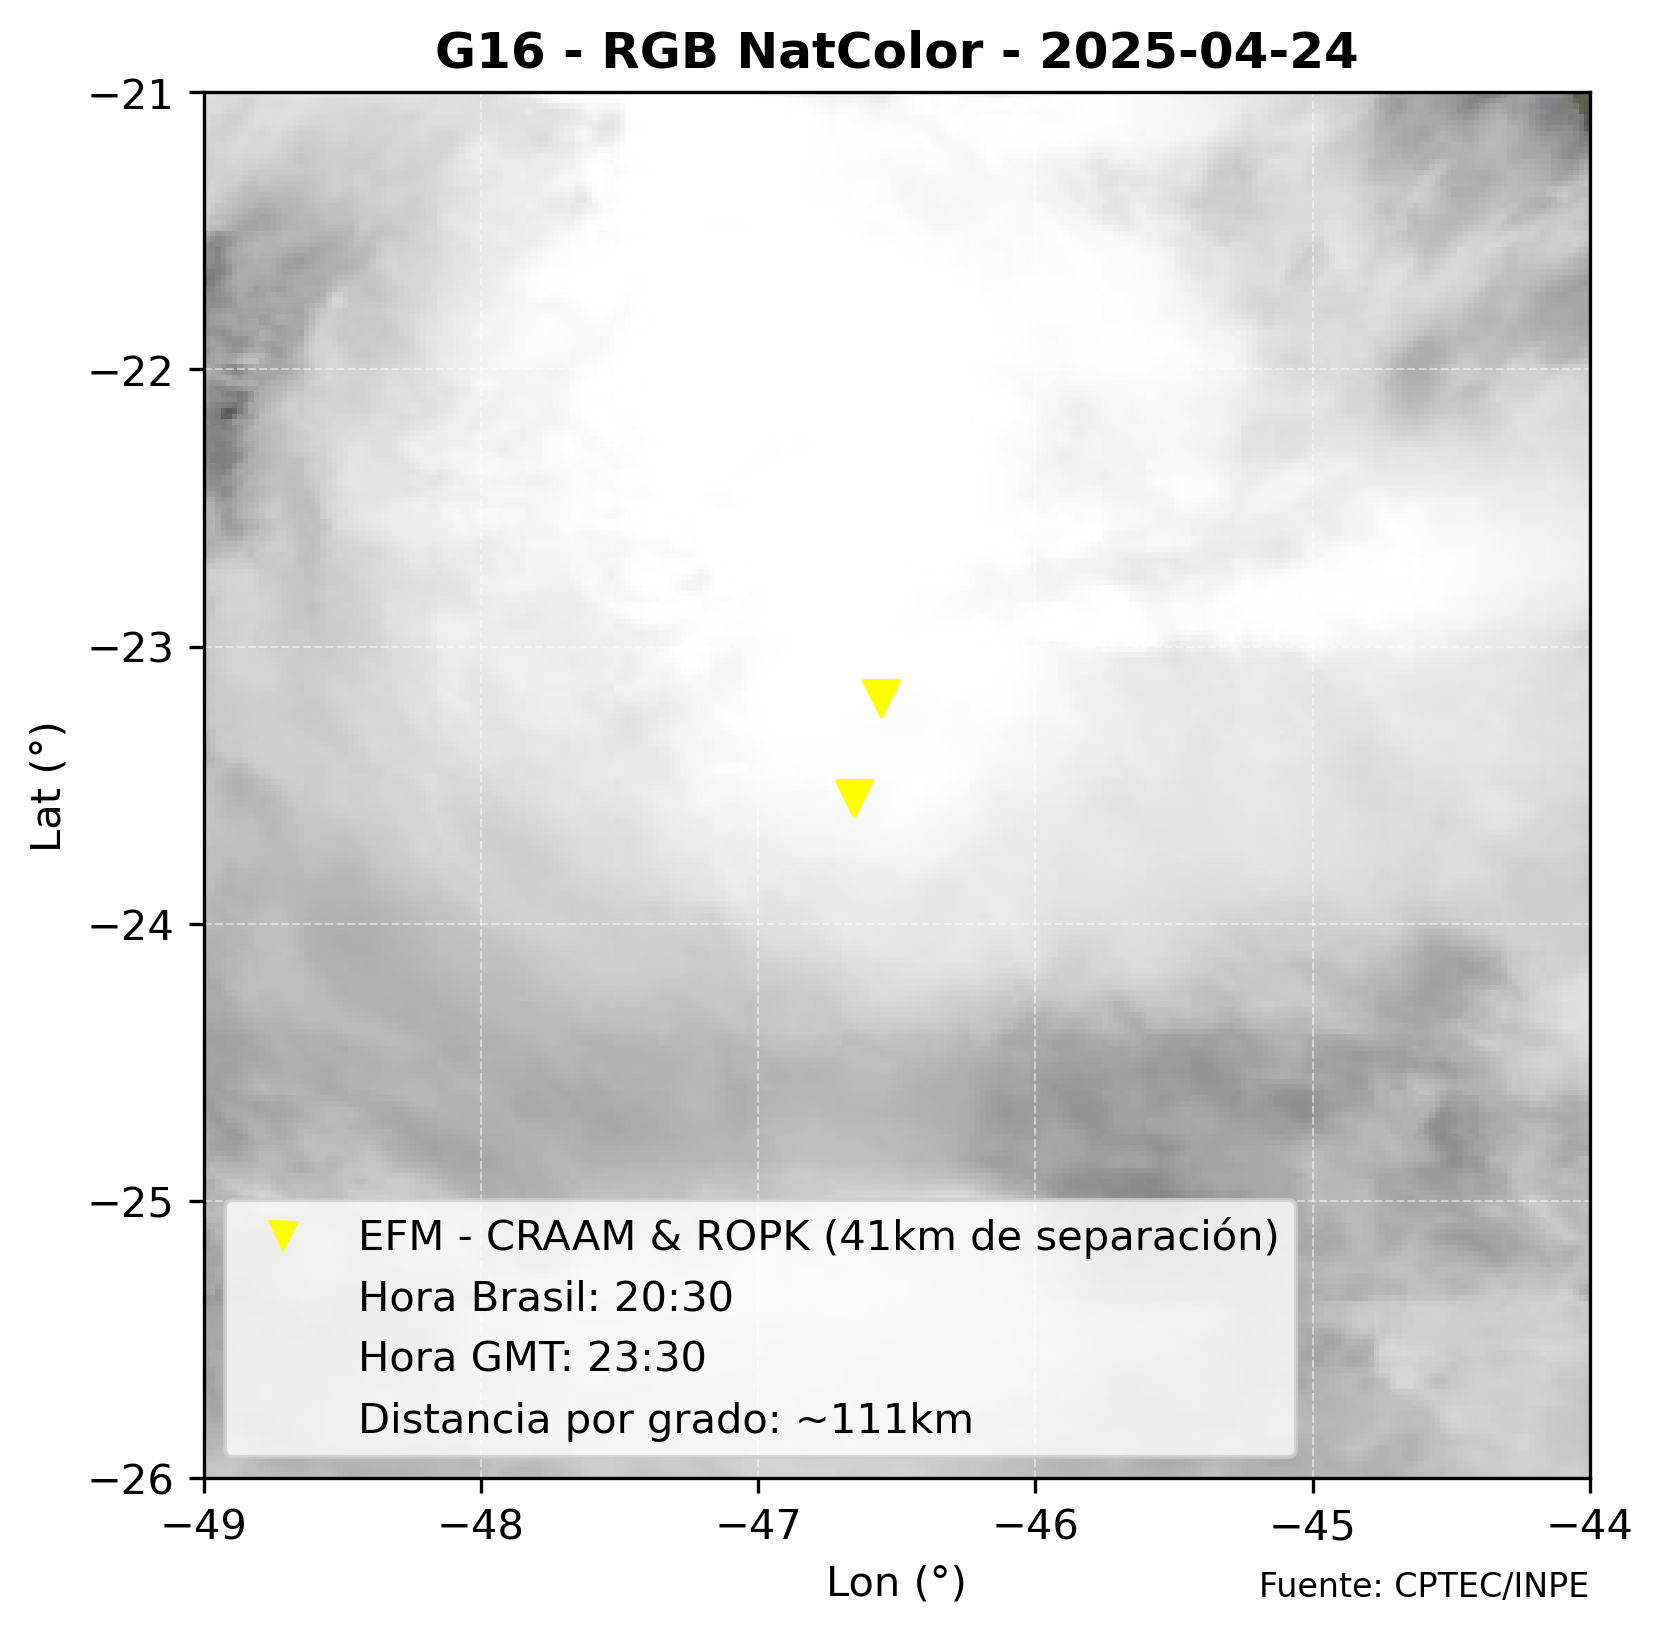 G16 - RGB NatColor - 2025-04-24
−21
−22
−23
−24
−25
−26
Lat (°)
EFM - CRAAM & ROPK (41km de separación)
Hora Brasil: 20:30
Hora GMT: 23:30
Distancia por grado: ~111km
−49
−48
−47
−46
−45
−44
Lon (°)
Fuente: CPTEC/INPE